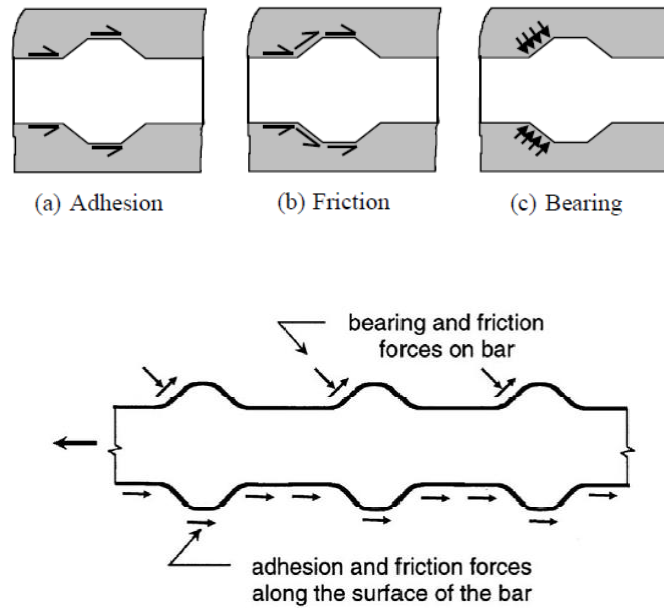 (a) Adhesion
(b) Friction
(c) Bearing
bearing and friction
forces on bar
adhesion and friction forces
along the surface of the bar